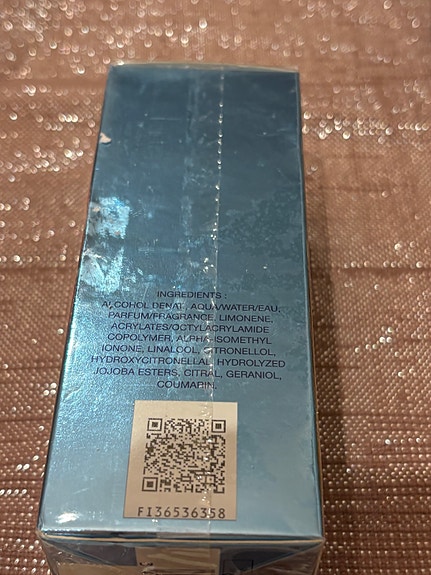 INGREDIENTS :
ALCOHOL DENAT, AQUA/WATER/EAU,
PARFUM/FRAGRANCE, LIMONENE,
ACRYLATES/OCTYLACRYLAMIDE
COPOLYMER, ALPHA-ISOMETHYL
IONONE, LINALOOL, CITRONELLOL,
HYDROXYCITRONELLAL, HYDROLYZED
JOJOBA ESTERS, CITRAL, GERANIOL,
COUMARIN.
FI36536358